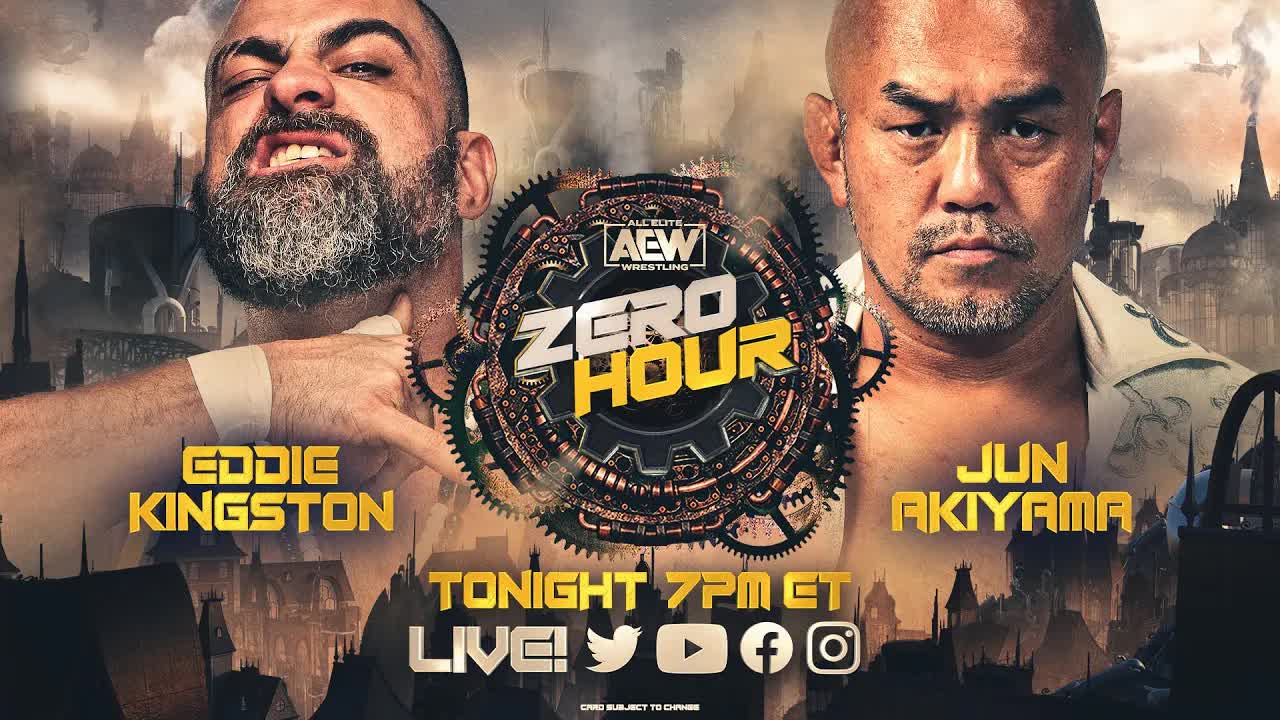 ALL ELITE
AEW
WRESTLING
ZERO
HOUR
EDDIE
KINGSTON
JUN
AKIYAMA
TONIGHT 7PM ET
LIVE!
CARD SUBJECT TO CHANGE